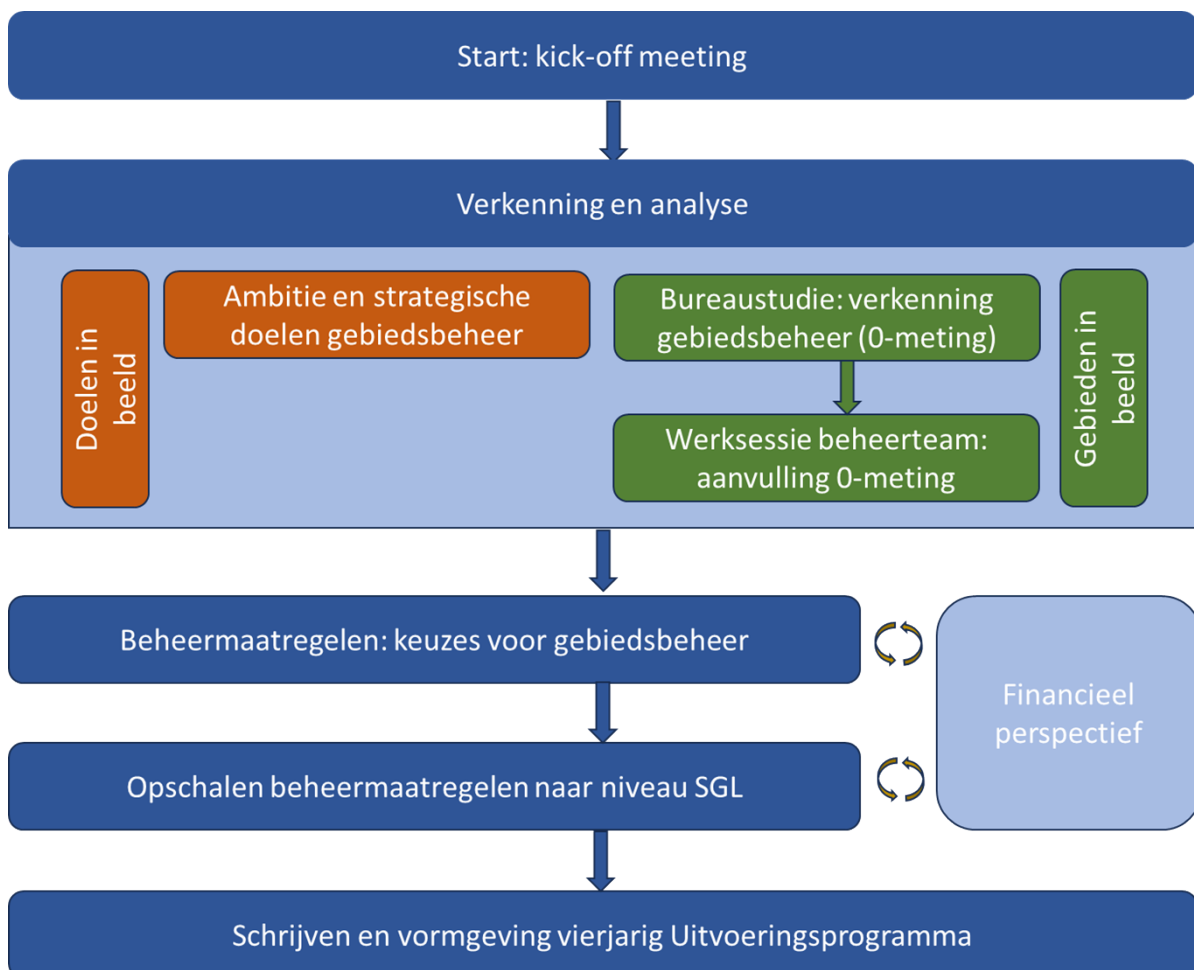 Start: kick-off meeting
Verkenning en analyse
Doelen in
beeld
Ambitie en strategische
doelen gebiedsbeheer
Bureaustudie: verkenning
gebiedsbeheer (0-meting)
Werksessie beheerteam:
aanvulling 0-meting
Gebieden in
beeld
Beheermaatregelen: keuzes voor gebiedsbeheer
Financieel
perspectief
Opschalen beheermaatregelen naar niveau SGL
Schrijven en vormgeving vierjarig Uitvoeringsprogramma